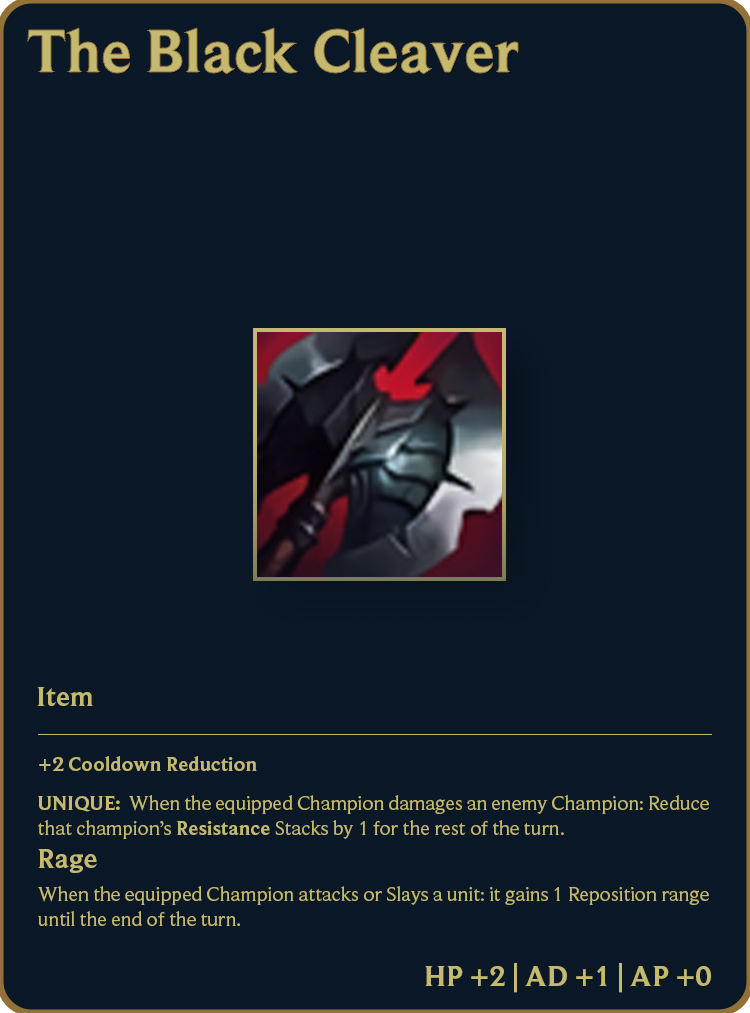 The Black Cleaver
Item
+2 Cooldown Reduction
UNIQUE: When the equipped Champion damages an enemy Champion: Reduce
that champion's Resistance Stacks by 1 for the rest of the turn.
Rage
When the equipped Champion attacks or Slays a unit: it gains 1 Reposition range
until the end of the turn.
HP +2 | AD +1 | AP +0